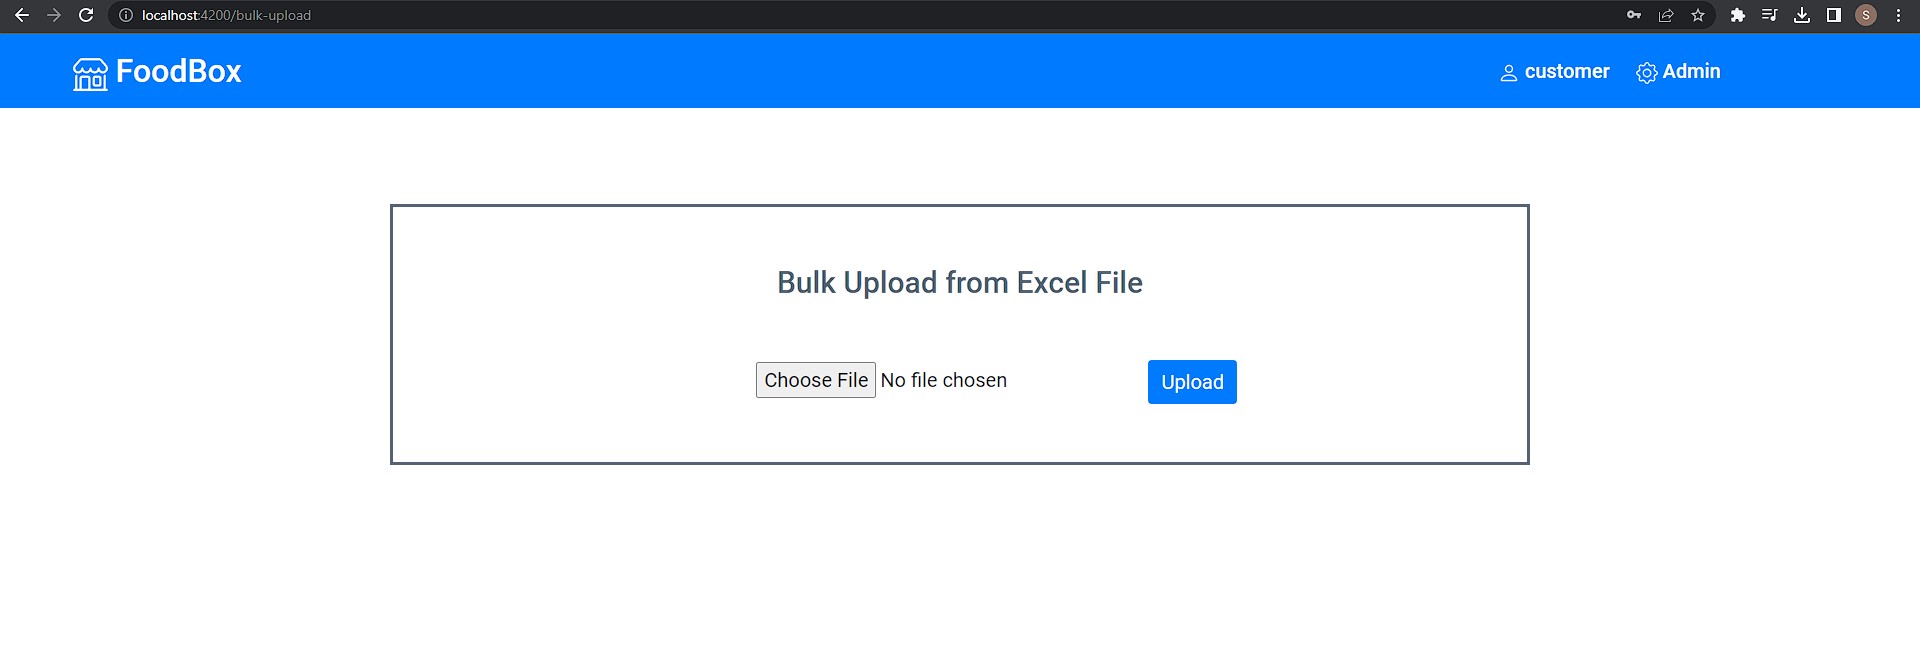 localhost:4200/bulk-upload
S
FoodBox
customer
Admin
Bulk Upload from Excel File
Choose File No file chosen
Upload